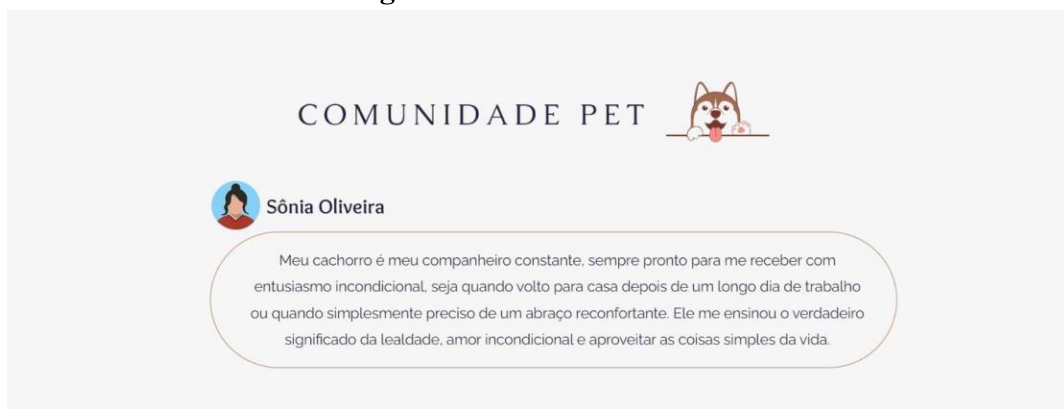 COMUNIDADE PET
Sônia Oliveira
Meu cachorro é meu companheiro constante, sempre pronto para me receber com
entusiasmo incondicional, seja quando volto para casa depois de um longo dia de trabalho
ou quando simplesmente preciso de um abraço reconfortante. Ele me ensinou o verdadeiro
significado da lealdade, amor incondicional e aproveitar as coisas simples da vida.